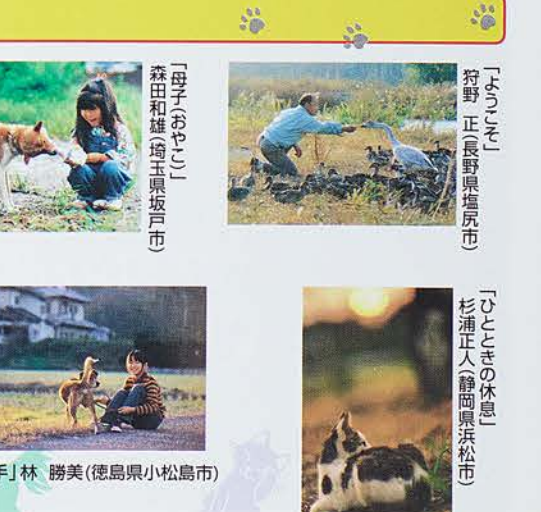 「ようこそ」
狩野 正(長野県塩尻市)
「母子(おやこ)」
森田和雄(埼玉県坂戸市)
「ひとときの休息」
杉浦正人(静岡県浜松市)
手」林 勝美(徳島県小松島市)